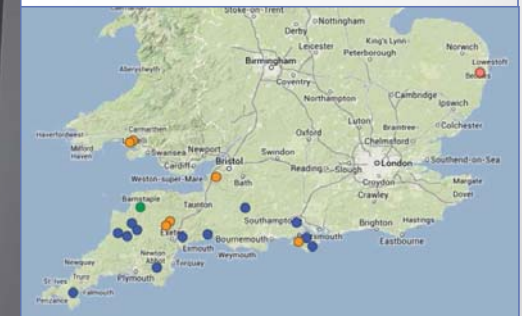 Stoke-on-Trent
Nottingham
Derby
King's Lynn
Norwich
Leicester
Peterborough
Lowestoft
Birmingham
Aberystwyth
Coventry
Northampton
Cambridge
Ipswich
Luton
Braintree
Colchester
Haverfordwest
Carmarthen
Oxford
Chelmsford
Milford
Haven
Swansea
Newport
Cardiff
Bristol
Swindon
Reading
Slough
London
Southend-on-Sea
Weston-super-Mare
Bath
Croydon
Margate
Crawley
Dover
Barnstaple
Taunton
Southampton
Brighton
Hastings
Exeter
Exmouth
Bournemouth
Eastbourne
Weymouth
Newquay
Newton
Abbot
Torquay
Truro
Plymouth
St Ives
Falmouth
Penzance